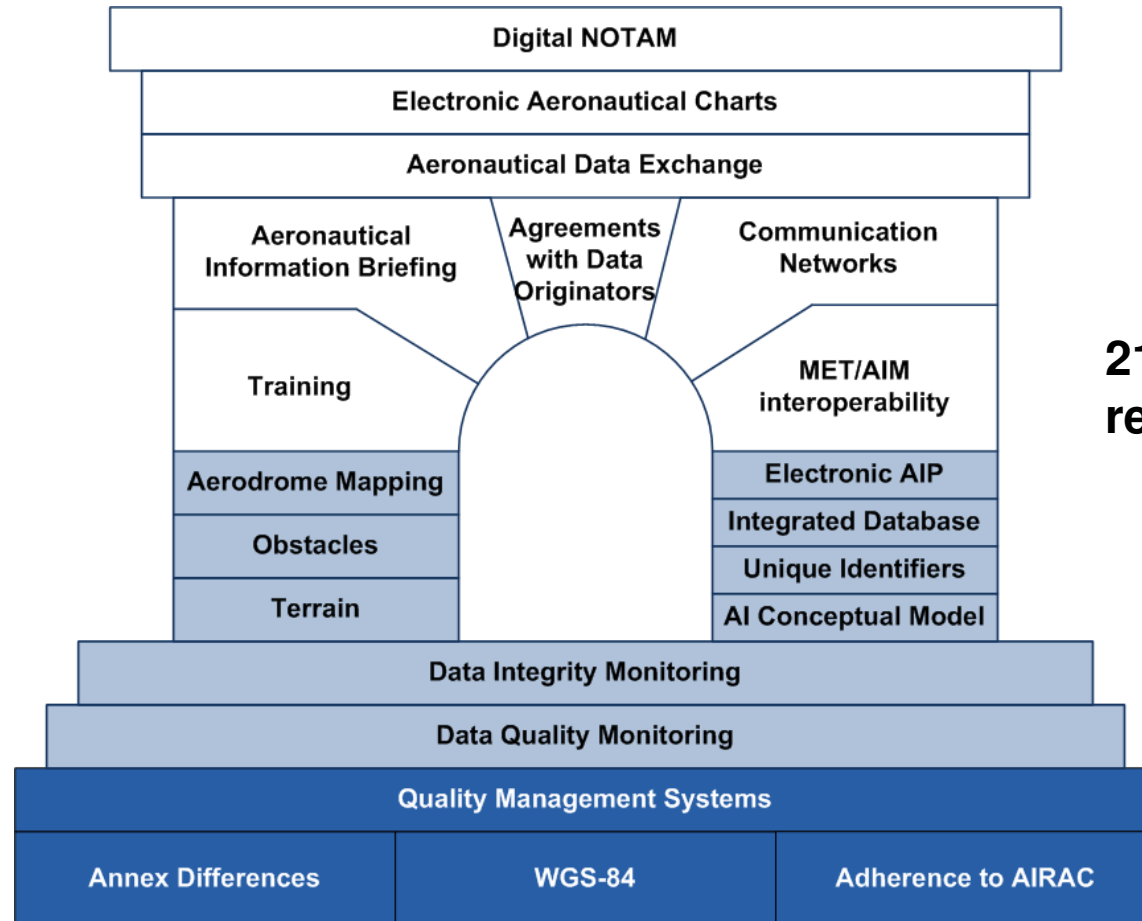 Digital NOTAM
Electronic Aeronautical Charts
Aeronautical Data Exchange
Aeronautical
Information Briefing
Agreements
with Data
Originators
Communication
Networks
Training
MET/AIM
interoperability
Aerodrome Mapping
Obstacles
Terrain
Electronic AIP
Integrated Database
Unique Identifiers
AI Conceptual Model
Data Integrity Monitoring
Data Quality Monitoring
Quality Management Systems
Annex Differences
WGS-84
Adherence to AIRAC